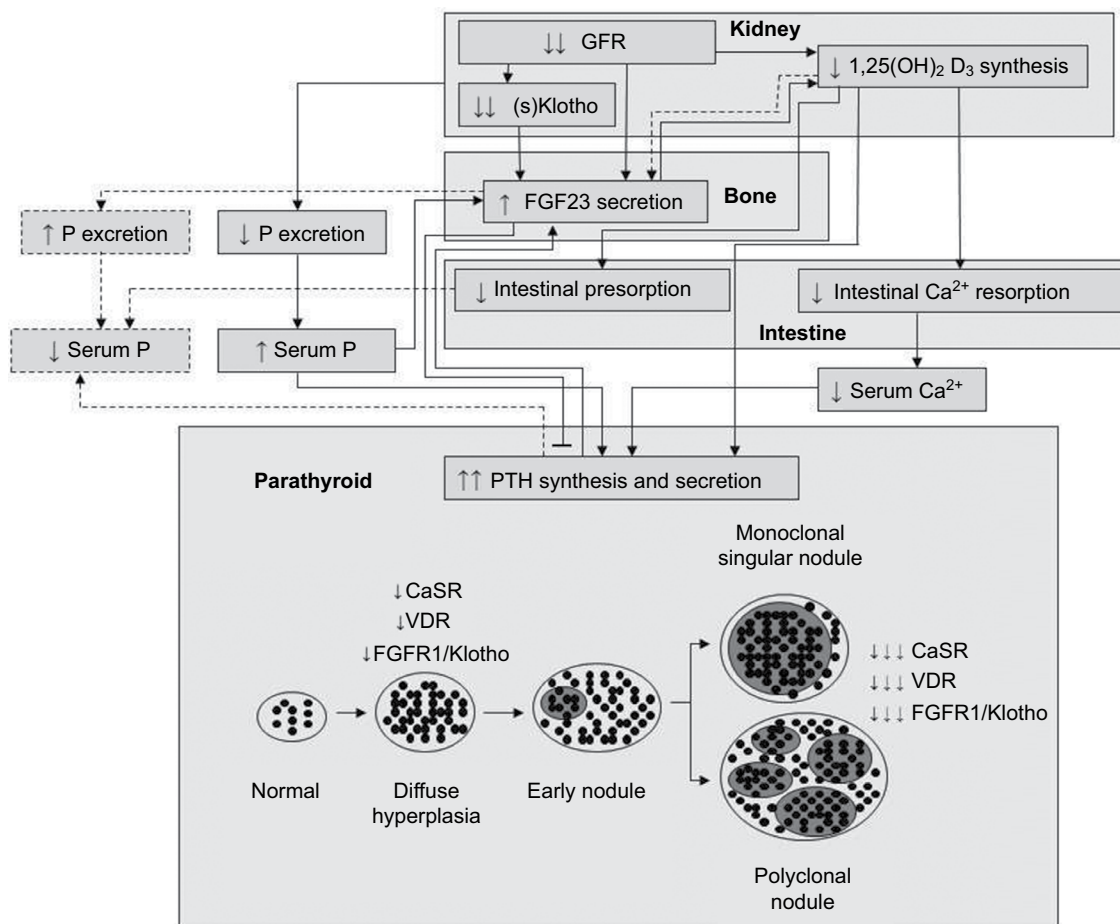 Kidney
↓↓ GFR
↓ 1,25(OH)₂ D₃ synthesis
↓↓ (s)Klotho
Bone
↑ FGF23 secretion
↑ P excretion
↓ P excretion
↓ Intestinal presorption
↓ Intestinal Ca²⁺ resorption
Intestine
↓ Serum P
↑ Serum P
↓ Serum Ca²⁺
Parathyroid
↑↑ PTH synthesis and secretion
Monoclonal
singular nodule
↓CaSR
↓VDR
↓FGFR1/Klotho
↓↓↓ CaSR
↓↓↓ VDR
↓↓↓ FGFR1/Klotho
Normal
Diffuse
hyperplasia
Early nodule
Polyclonal
nodule